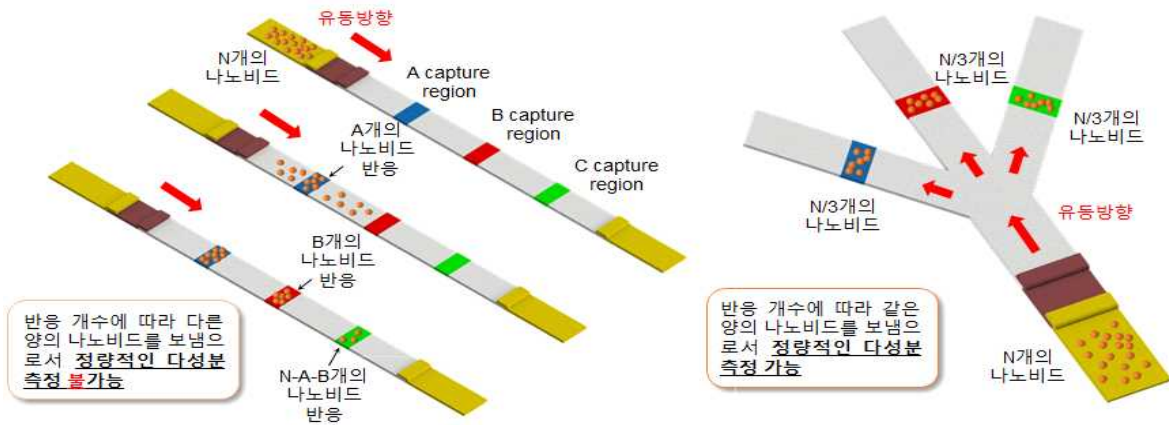 유동방향
N개의
나노비드
A capture
region
B capture
region
C capture
region
A개의
나노비드
반응
B개의
나노비드
반응
N-A-B개의
나노비드
반응
반응 개수에 따라 다른
양의 나노비드를 보냄으
로서 정량적인 다성분
측정 불가능
N/3개의
나노비드
N/3개의
나노비드
N/3개의
나노비드
유동방향
N개의
나노비드
반응 개수에 따라 같은
양의 나노비드를 보냄으
로서 정량적인 다성분
측정 가능